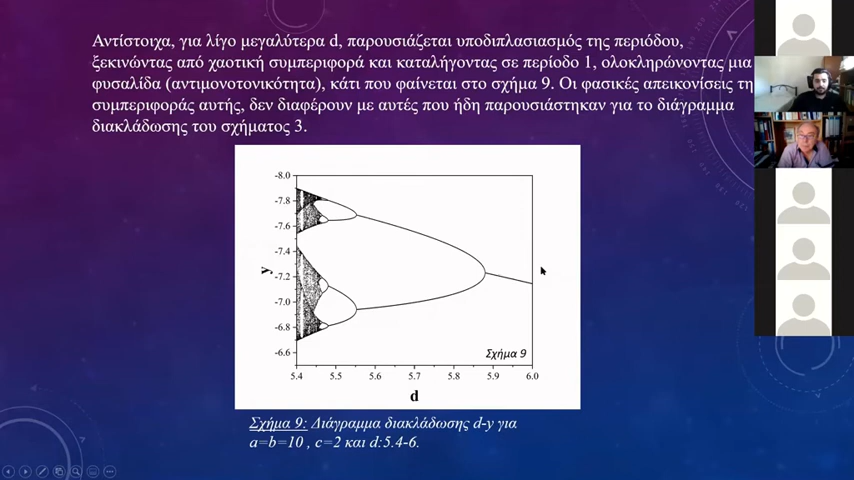 Αντίστοιχα, για λίγο μεγαλύτερα d, παρουσιάζεται υποδιπλασιασμός της περιόδου,
ξεκινώντας από χαοτική συμπεριφορά και καταλήγοντας σε περίοδο 1, ολοκληρώνοντας μια
φυσαλίδα (αντιμονοτονικότητα), κάτι που φαίνεται στο σχήμα 9. Οι φασικές απεικονίσεις τη
συμπεριφοράς αυτής, δεν διαφέρουν με αυτές που ήδη παρουσιάστηκαν για το διάγραμμα
διακλάδωσης του σχήματος 3.
-8.0
-7.8
-7.6
-7.4
y
-7.2
-7.0
-6.8
-6.6
Σχήμα 9
5.4 5.5 5.6 5.7 5.8 5.9 6.0
d
Σχήμα 9: Διάγραμμα διακλάδωσης d-y για
a=b=10 , c=2 και d:5.4-6.